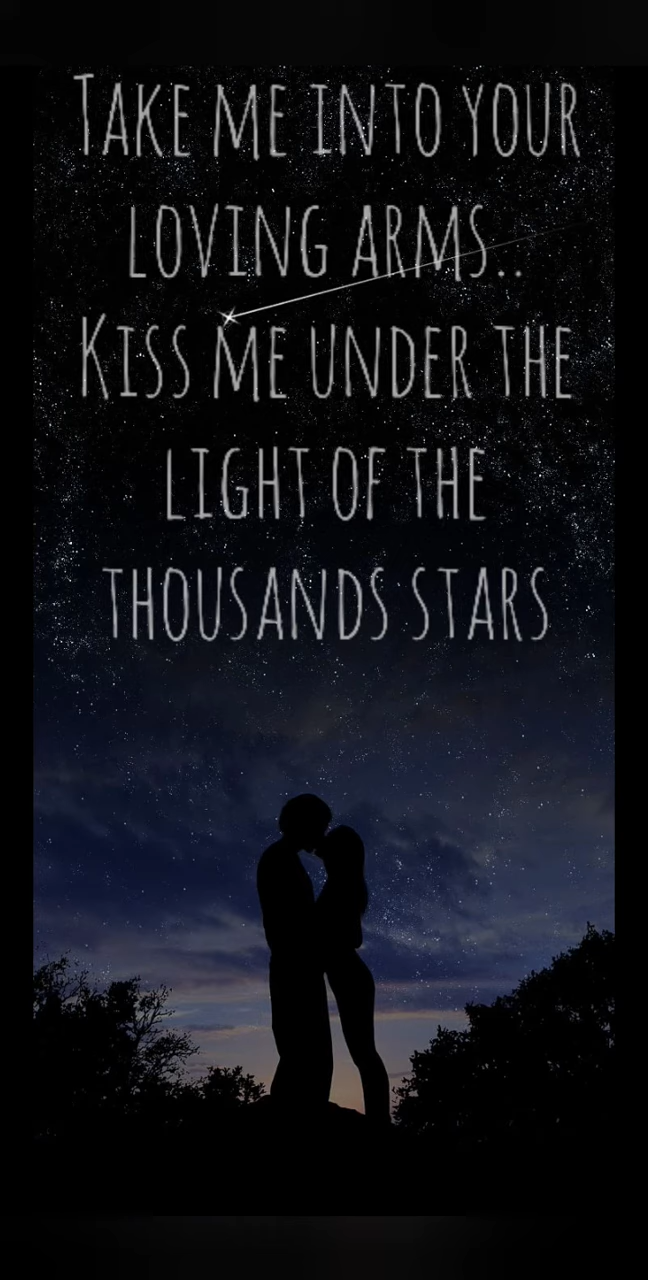 Take me into your
loving arms..
Kiss me under the
light of the
thousands stars